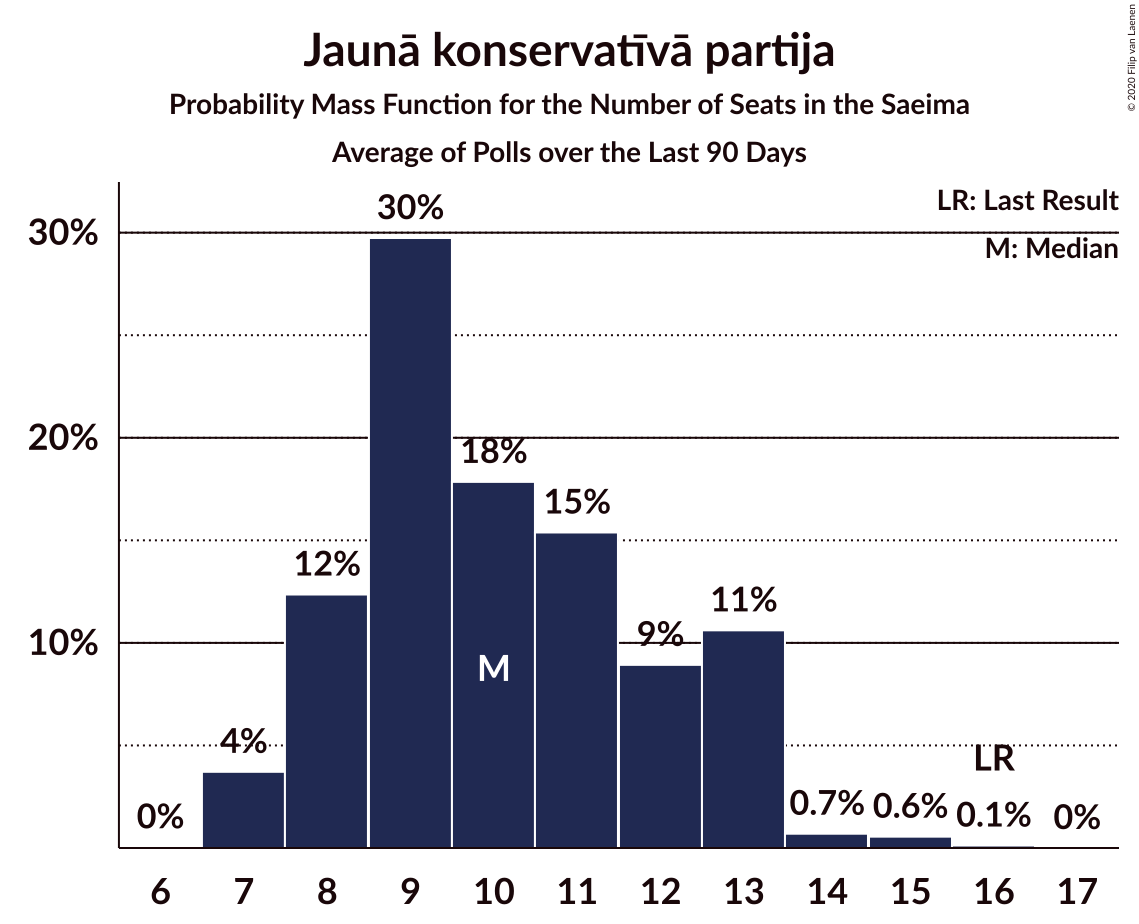 Jaunā konservatīvā partija
Probability Mass Function for the Number of Seats in the Saeima
Average of Polls over the Last 90 Days
© 2020 Filip van Laenen
LR: Last Result
M: Median
30%
20%
10%
0%
4%
12%
30%
18%
15%
9%
11%
0.7%
0.6%
0.1%
0%
M
LR
6 7 8 9 10 11 12 13 14 15 16 17